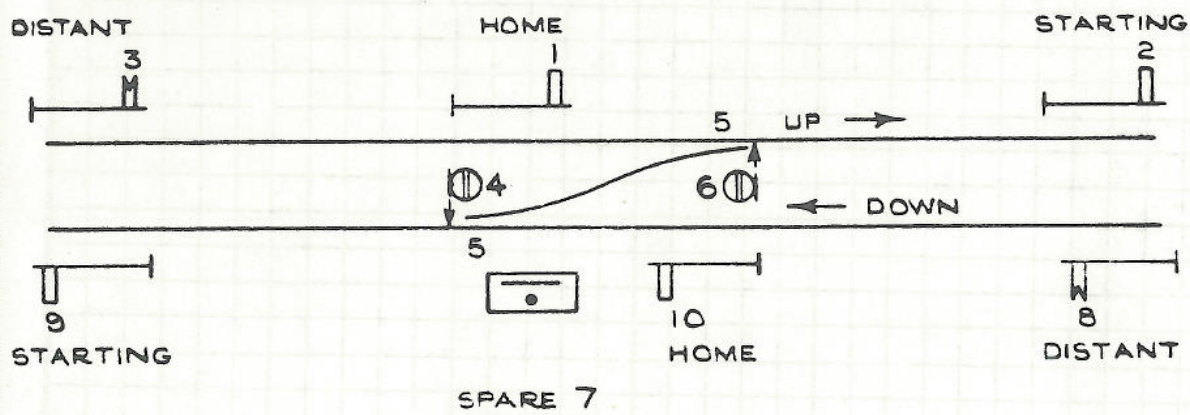 DISTANT HOME STARTING
3 1 2
5 UP
4 6
DOWN
5
9 10 8
STARTING HOME DISTANT
SPARE 7